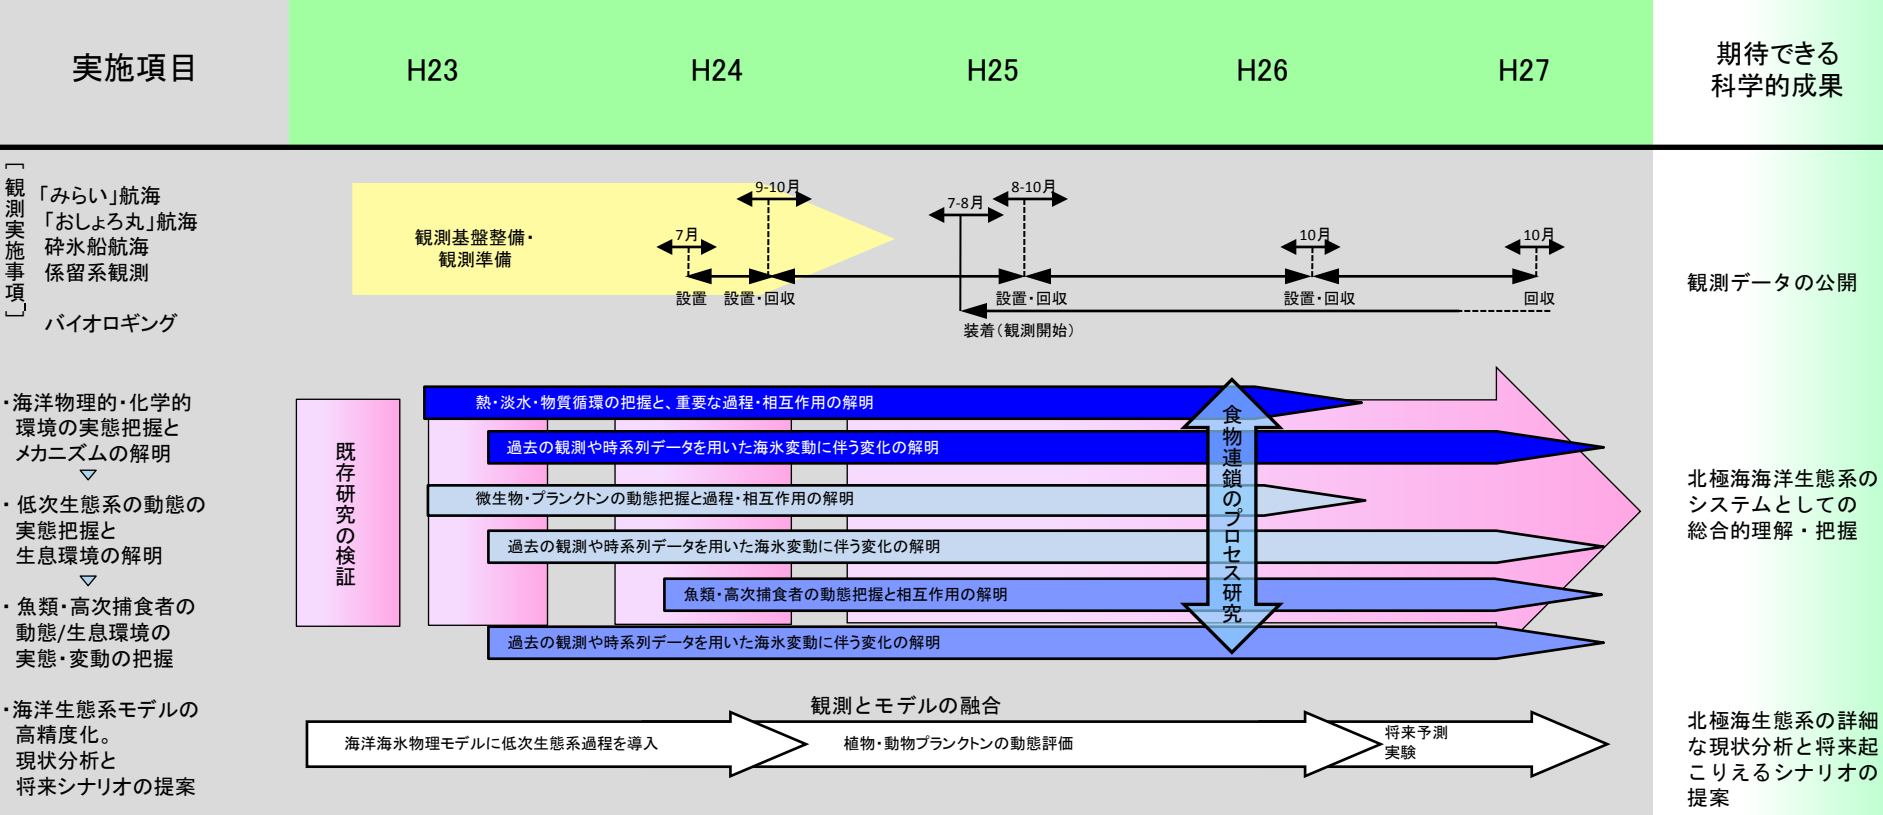 実施項目
H23
H24
H25
H26
H27
期待できる
科学的成果
[観測実施事項]
「みらい」航海
「おしょろ丸」航海
砕氷船航海
係留系観測
バイオロギング
観測基盤整備・
観測準備
7月
9-10月
7-8月
8-10月
10月
10月
設置
設置・回収
設置・回収
設置・回収
回収
装着（観測開始）
観測データの公開
・海洋物理的・化学的
環境の実態把握と
メカニズムの解明
・低次生態系の動態の
実態把握と
生息環境の解明
・魚類・高次捕食者の
動態/生息環境の
実態・変動の把握
既存研究の検証
熱・淡水・物質循環の把握と、重要な過程・相互作用の解明
過去の観測や時系列データを用いた海氷変動に伴う変化の解明
微生物・プランクトンの動態把握と過程・相互作用の解明
過去の観測や時系列データを用いた海氷変動に伴う変化の解明
魚類・高次捕食者の動態把握と相互作用の解明
過去の観測や時系列データを用いた海氷変動に伴う変化の解明
食物連鎖のプロセス研究
北極海海洋生態系の
システムとしての
総合的理解・把握
・海洋生態系モデルの
高精度化。
現状分析と
将来シナリオの提案
観測とモデルの融合
海洋海氷物理モデルに低次生態系過程を導入
植物・動物プランクトンの動態評価
将来予測
実験
北極海生態系の詳細
な現状分析と将来起
こりえるシナリオの
提案